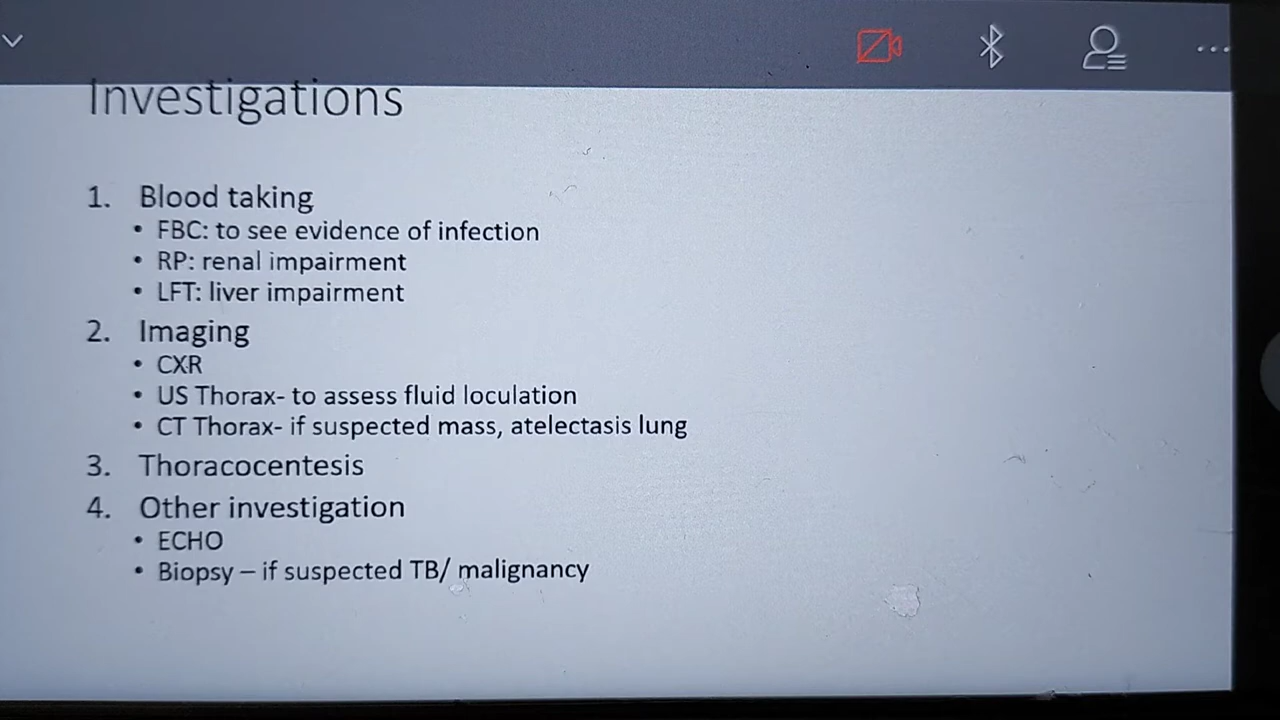 Investigations
1. Blood taking
• FBC: to see evidence of infection
• RP: renal impairment
• LFT: liver impairment
2. Imaging
• CXR
• US Thorax- to assess fluid loculation
• CT Thorax- if suspected mass, atelectasis lung
3. Thoracocentesis
4. Other investigation
• ECHO
• Biopsy – if suspected TB/ malignancy